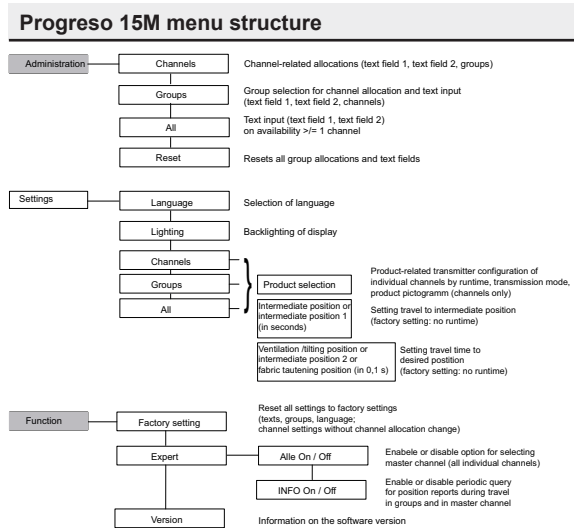 Progreso 15M menu structure
Administration
Channels
Channel-related allocations (text field 1, text field 2, groups)
Groups
Group selection for channel allocation and text input
(text field 1, text field 2, channels)
All
Text input (text field 1, text field 2)
on availability >/= 1 channel
Reset
Resets all group allocations and text fields
Settings
Language
Selection of language
Lighting
Backlighting of display
Channels
Groups
All
}
Product selection
Product-related transmitter configuration of
individual channels by runtime, transmission mode,
product pictogramm (channels only)
Intermediate position or
intermediate position 1
(in seconds)
Setting travel to intermediate position
(factory setting: no runtime)
Ventilation /tilting position or
intermediate position 2 or
fabric tautening position (in 0,1 s)
Setting travel time to
desired postition
(factory setting: no runtime)
Function
Factory setting
Reset all settings to factory settings
(texts, groups, language;
channel settings without channel allocation change)
Expert
Alle On / Off
Enabele or disable option for selecting
master channel (all individual channels)
INFO On / Off
Enable or disable periodic query
for position reports during travel
in groups and in master channel
Version
Information on the software version